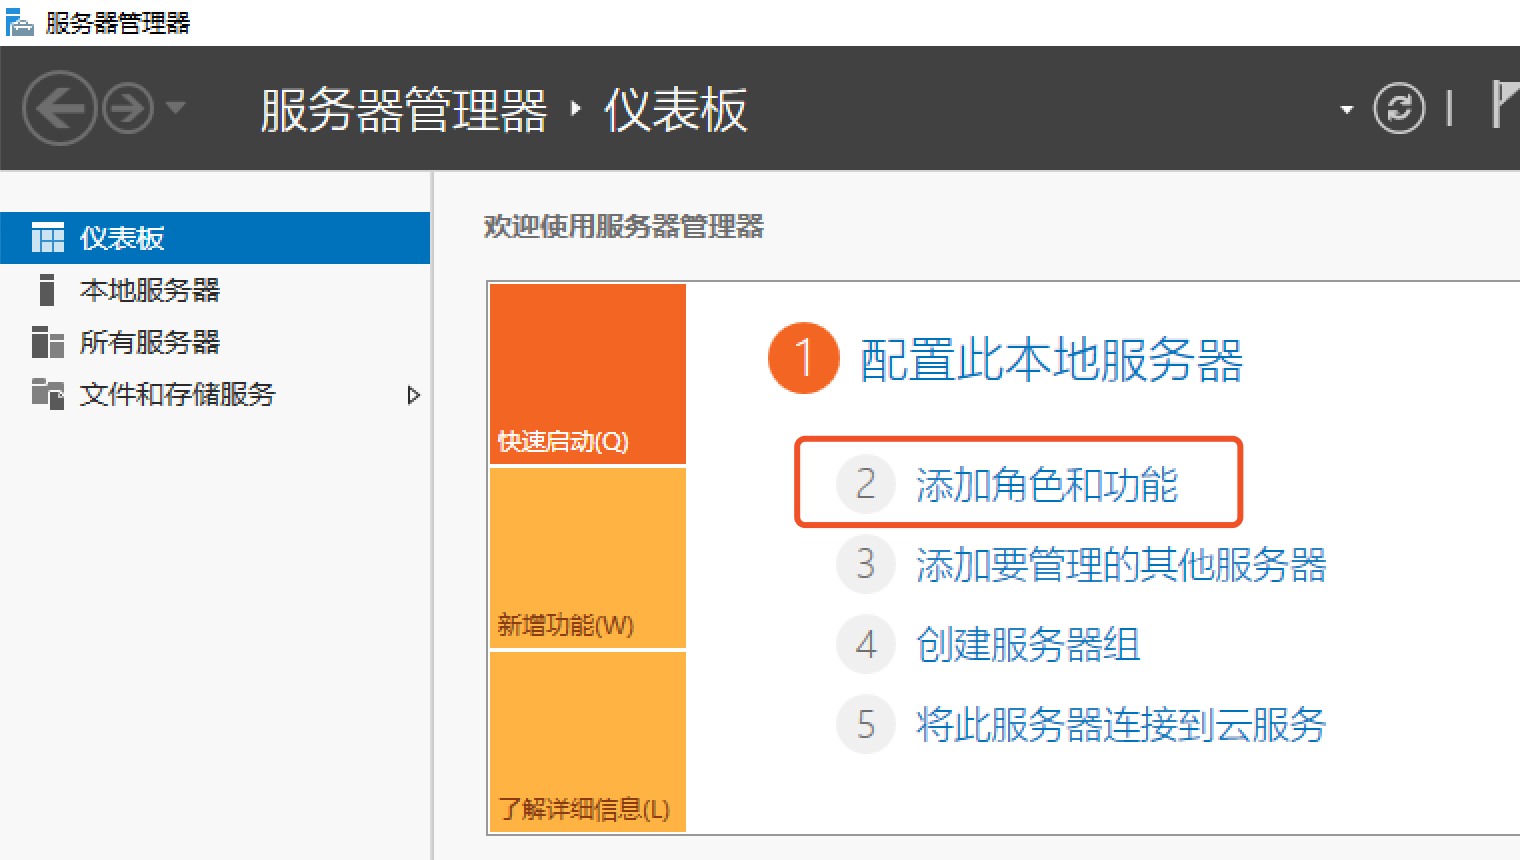 服务器管理器
服务器管理器 ‣ 仪表板
仪表板
本地服务器
所有服务器
文件和存储服务
欢迎使用服务器管理器
快速启动(Q)
新增功能(W)
了解详细信息(L)
1 配置此本地服务器
2 添加角色和功能
3 添加要管理的其他服务器
4 创建服务器组
5 将此服务器连接到云服务